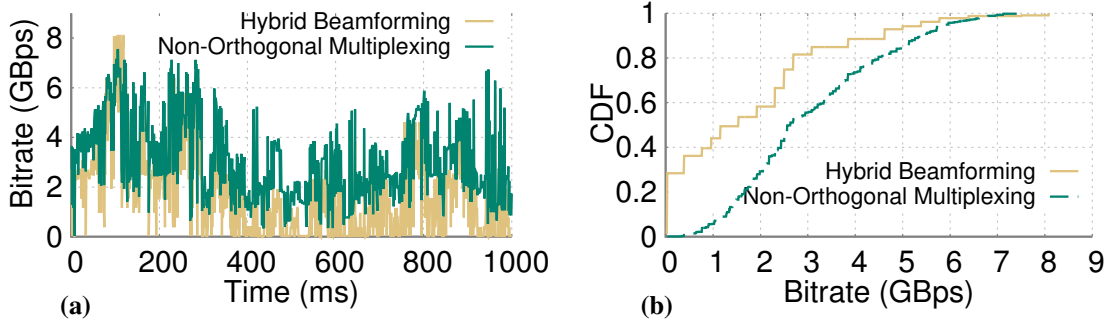 Hybrid Beamforming
Non-Orthogonal Multiplexing
Bitrate (GBps)
8
6
4
2
0
0 200 400 600 800 1000
Time (ms)
(a)
CDF
1
0.8
0.6
0.4
0.2
0
Hybrid Beamforming
Non-Orthogonal Multiplexing
0 1 2 3 4 5 6 7 8 9
Bitrate (GBps)
(b)